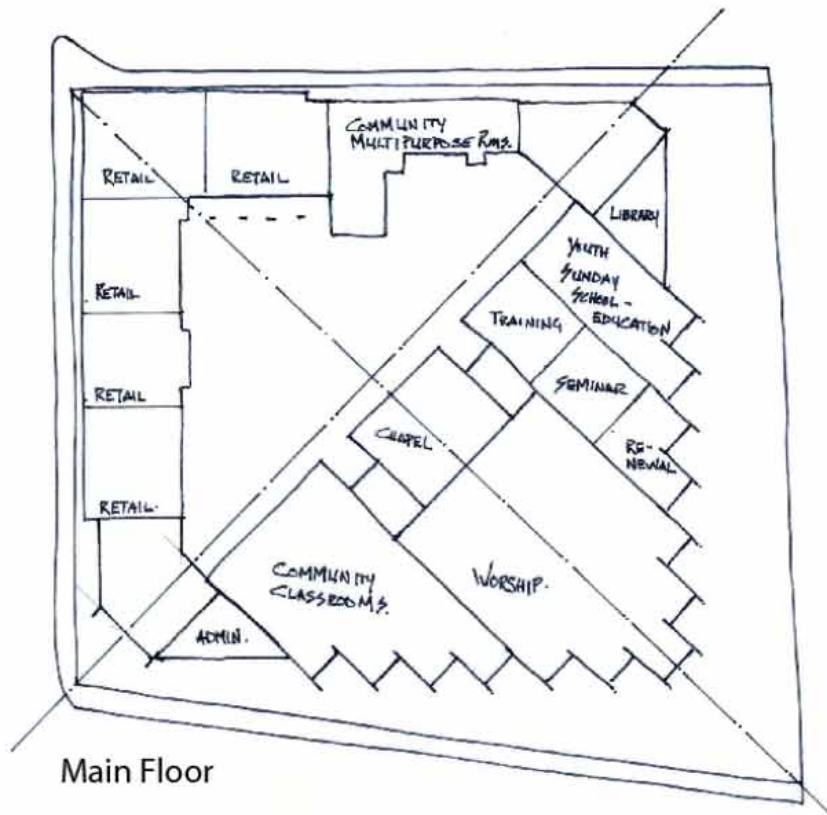 COMMUNITY
MULTIPURPOSE RMS.
RETAIL
RETAIL
LIBRARY
YOUTH
SUNDAY
SCHOOL -
EDUCATION
RETAIL
TRAINING
SEMINAR
RETAIL
CHAPEL
RE-
NEWAL
RETAIL.
COMMUNITY
CLASSROOMS.
WORSHIP.
ADMIN.
Main Floor